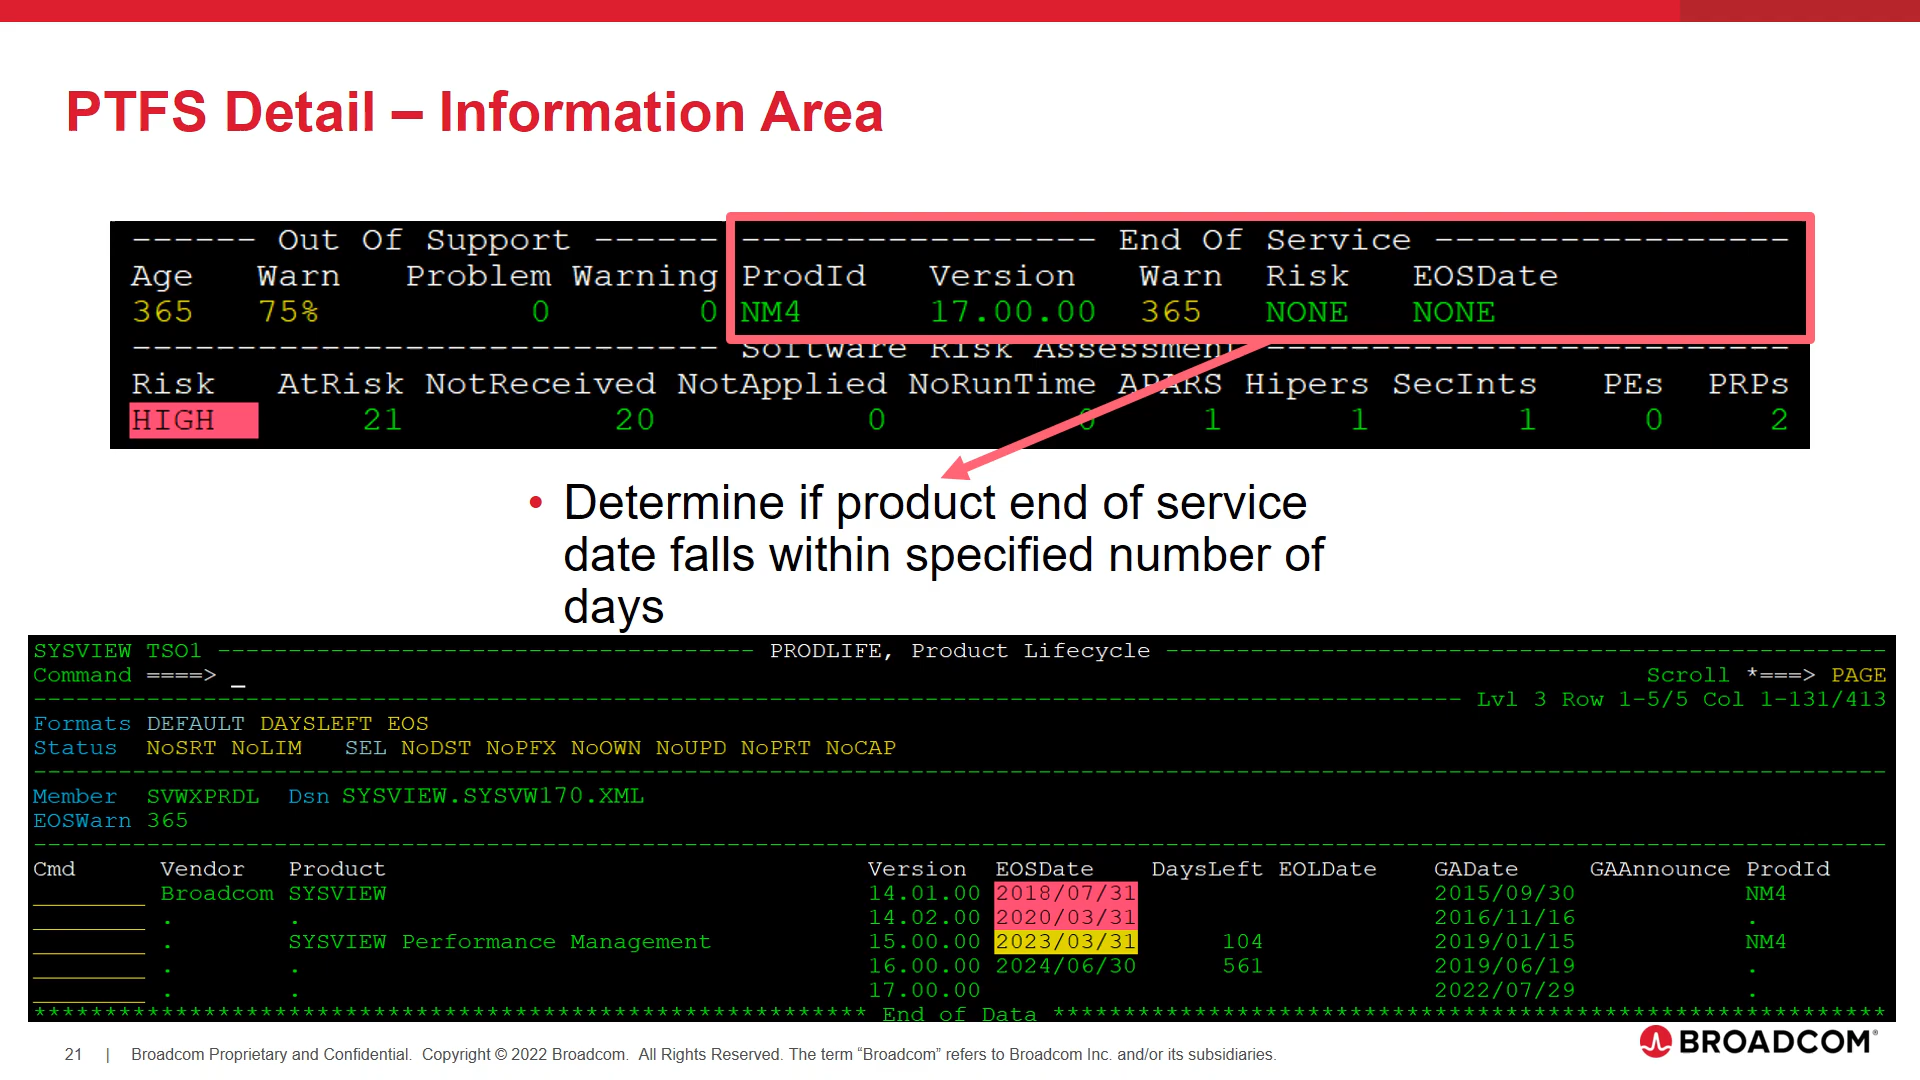 PTFS Detail – Information Area
------ Out Of Support ------ ----------------- End Of Service -----------------
Age Warn Problem Warning ProdId Version Warn Risk EOSDate
365 75% 0 0 NM4 17.00.00 365 NONE NONE
---------------------------- Software Risk Assessment -------------------------
Risk AtRisk NotReceived NotApplied NoRunTime APARS Hipers SecInts PEs PRPs
HIGH 21 20 0 0 1 1 1 0 2
• Determine if product end of service
date falls within specified number of
days
SYSVIEW TSO1 -------------------------------------- PRODLIFE, Product Lifecycle ---------------------------------------------------
Command ====> _ Scroll *===> PAGE
----------------------------------------------------------------------------------------------------- Lvl 3 Row 1-5/5 Col 1-131/413
Formats DEFAULT DAYSLEFT EOS
Status NoSRT NoLIM SEL NoDST NoPFX NoOWN NoUPD NoPRT NoCAP
Member SVWXPRDL Dsn SYSVIEW.SYSVW170.XML
EOSWarn 365
Cmd Vendor Product Version EOSDate DaysLeft EOLDate GADate GAAnnounce ProdId
________ Broadcom SYSVIEW 14.01.00 2018/07/31 2015/09/30 NM4
________ . . 14.02.00 2020/03/31 2016/11/16 .
________ . SYSVIEW Performance Management 15.00.00 2023/03/31 104 2019/01/15 NM4
________ . . 16.00.00 2024/06/30 561 2019/06/19 .
________ . . 17.00.00 2022/07/29 .
*********************************************************** End of Data ***********************************************************
21 | Broadcom Proprietary and Confidential. Copyright © 2022 Broadcom. All Rights Reserved. The term “Broadcom” refers to Broadcom Inc. and/or its subsidiaries.
BROADCOM®